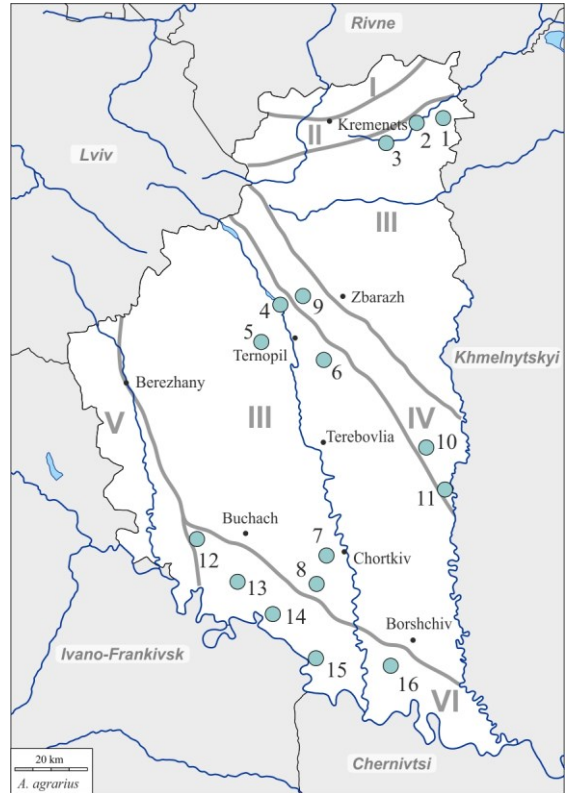 Rivne
I
Kremenets
II
2
1
3
Lviv
III
9
Zbarazh
4
5
Ternopil
6
Khmelnytskyi
Berezhany
V
III
IV
Terebovlia
10
11
Buchach
7
12
Chortkiv
8
13
14
Borshchiv
Ivano-Frankivsk
15
16
VI
20 km
A. agrarius
Chernivtsi